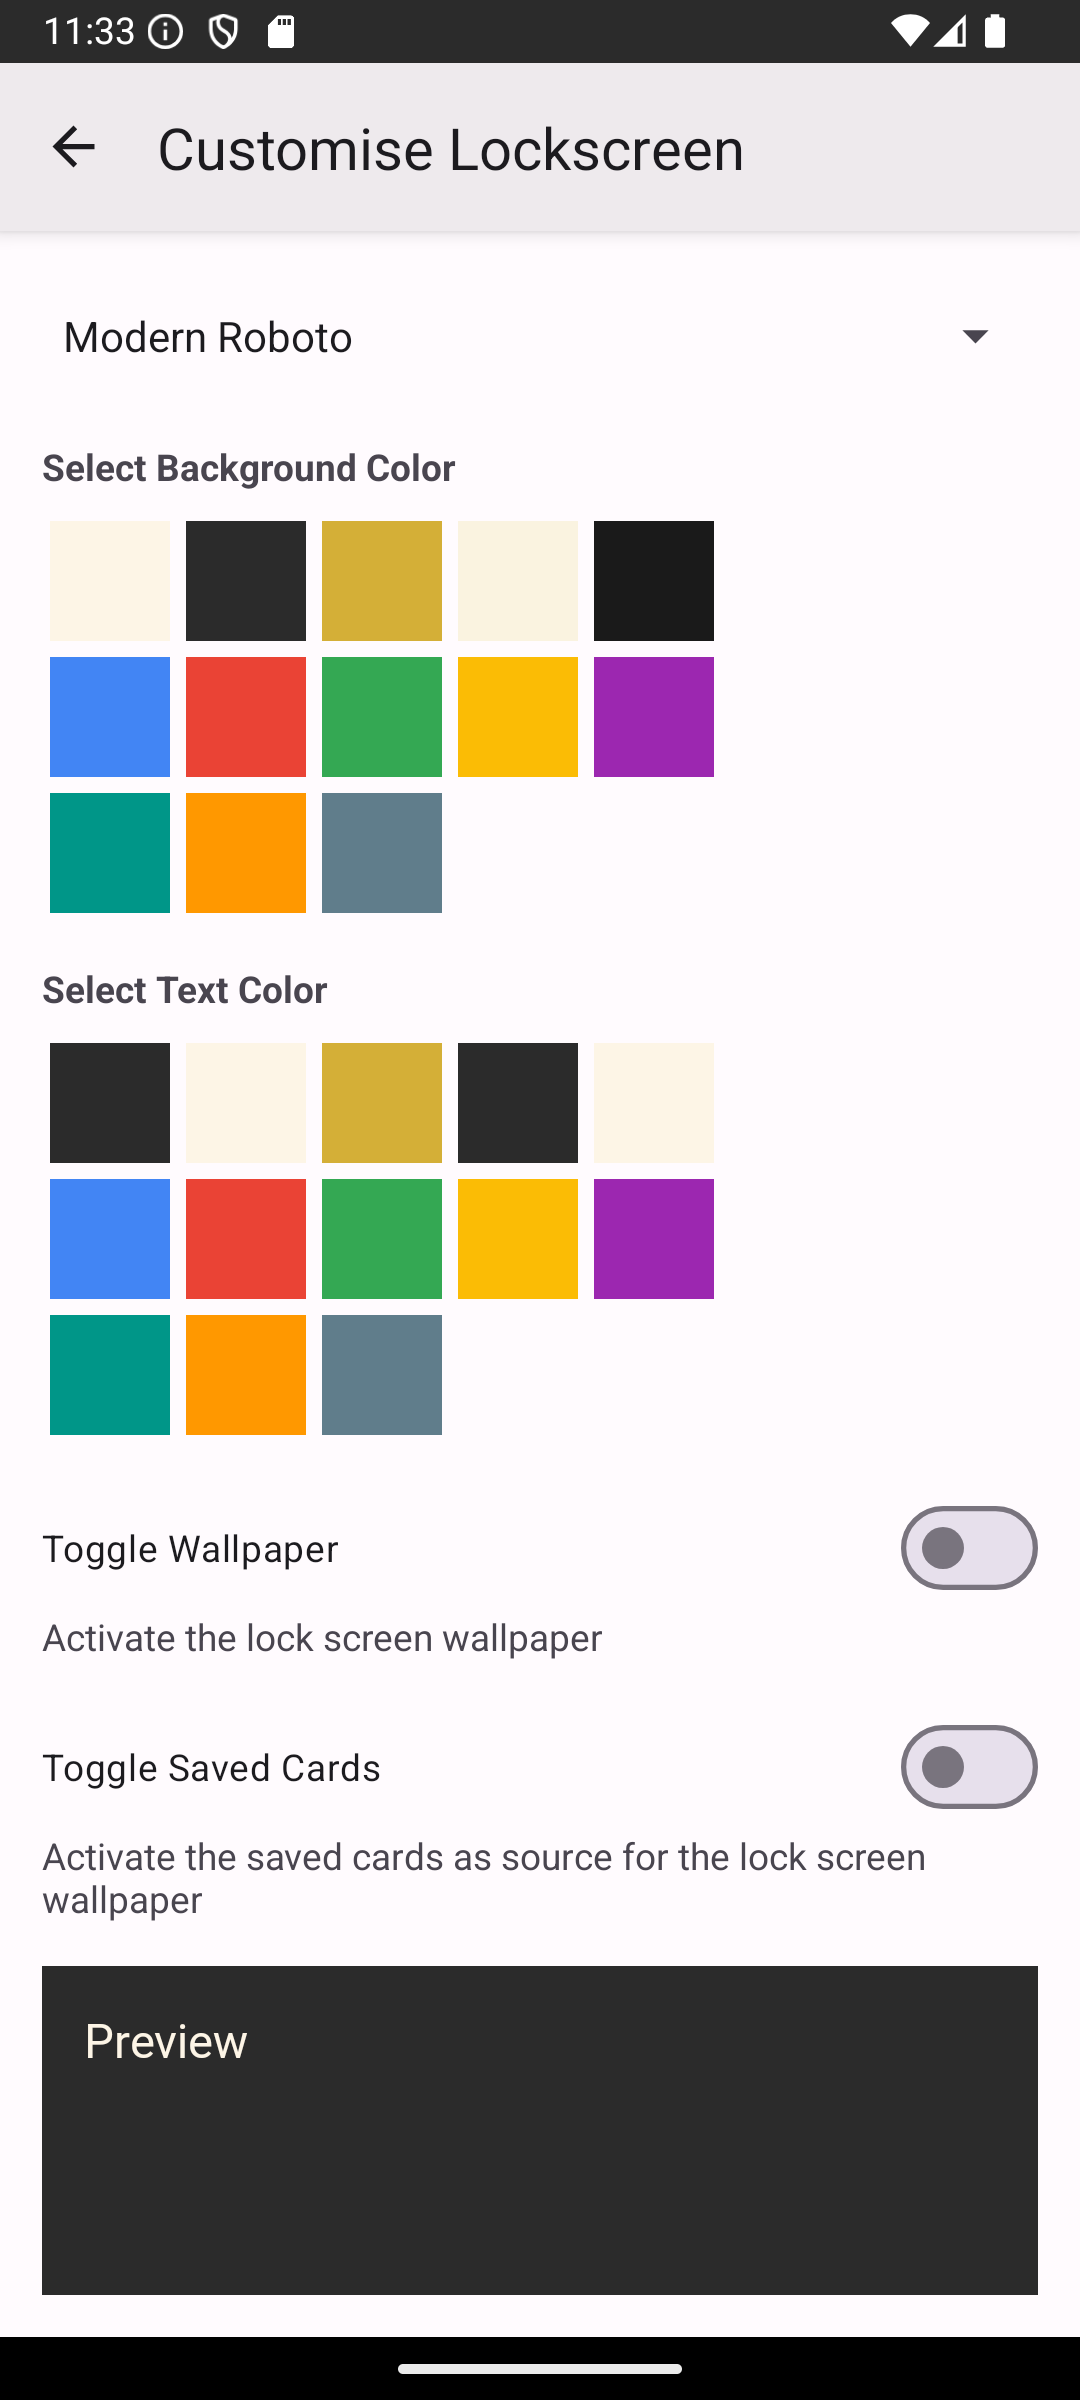 11:33
Customise Lockscreen
Modern Roboto
Select Background Color
Select Text Color
Toggle Wallpaper
Activate the lock screen wallpaper
Toggle Saved Cards
Activate the saved cards as source for the lock screen
wallpaper
Preview